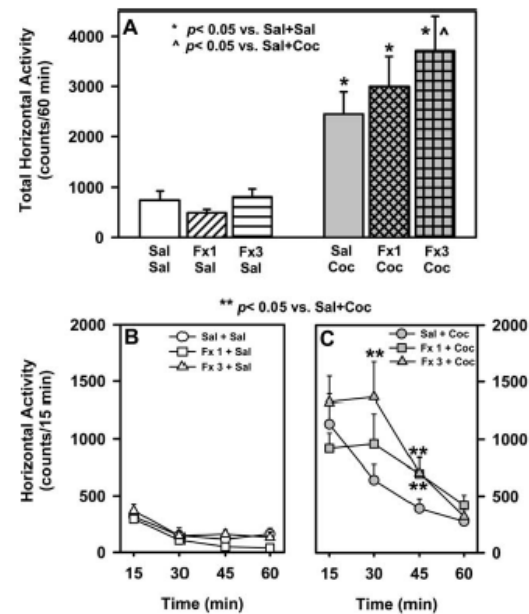 A
* p< 0.05 vs. Sal+Sal
^ p< 0.05 vs. Sal+Coc
* ^
*
*
Total Horizontal Activity
(counts/60 min)
4000
3000
2000
1000
0
Sal Fx1 Fx3 Sal Fx1 Fx3
Sal Sal Sal Coc Coc Coc
** p< 0.05 vs. Sal+Coc
Horizontal Activity
(counts/15 min)
2000
1500
1000
500
0
B
Sal + Sal
Fx 1 + Sal
Fx 3 + Sal
15 30 45 60
Time (min)
C
Sal + Coc
Fx 1 + Coc
Fx 3 + Coc
**
**
**
2000
1500
1000
500
0
15 30 45 60
Time (min)